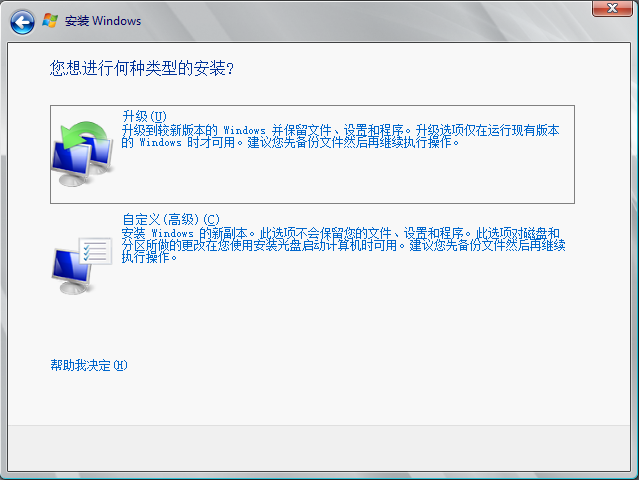 安装 Windows
您想进行何种类型的安装?
升级(U)
升级到较新版本的 Windows 并保留文件、设置和程序。升级选项仅在运行现有版本
的 Windows 时才可用。建议您先备份文件然后再继续执行操作。
自定义(高级)(C)
安装 Windows 的新副本。此选项不会保留您的文件、设置和程序。此选项对磁盘和
分区所做的更改在您使用安装光盘启动计算机时可用。建议您先备份文件然后再继续
执行操作。
帮助我决定(H)